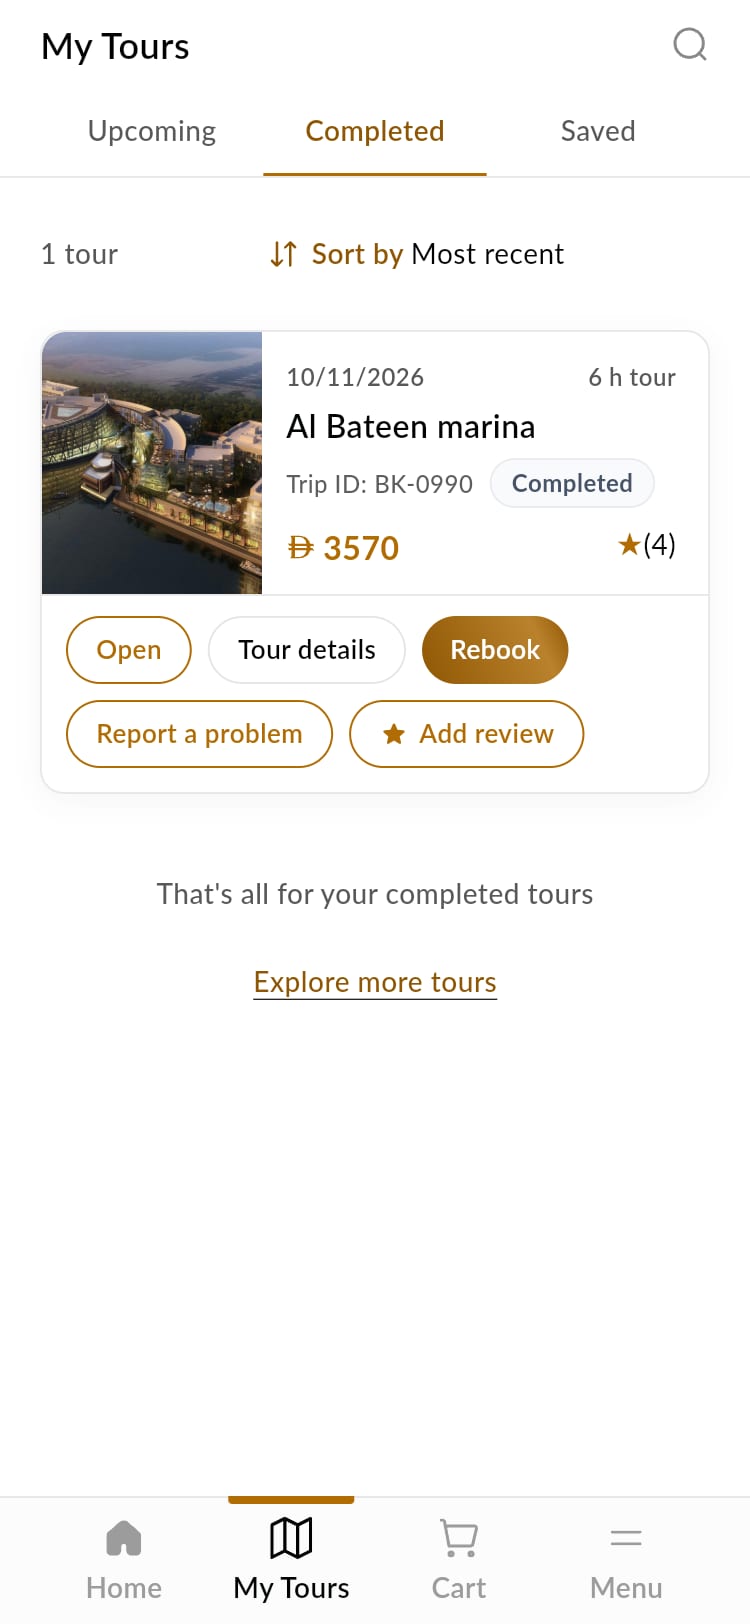 My Tours
Upcoming
Completed
Saved
1 tour
Sort by Most recent
10/11/2026
6 h tour
Al Bateen marina
Trip ID: BK-0990
Completed
3570
★(4)
Open
Tour details
Rebook
Report a problem
★ Add review
That's all for your completed tours
Explore more tours
Home
My Tours
Cart
Menu